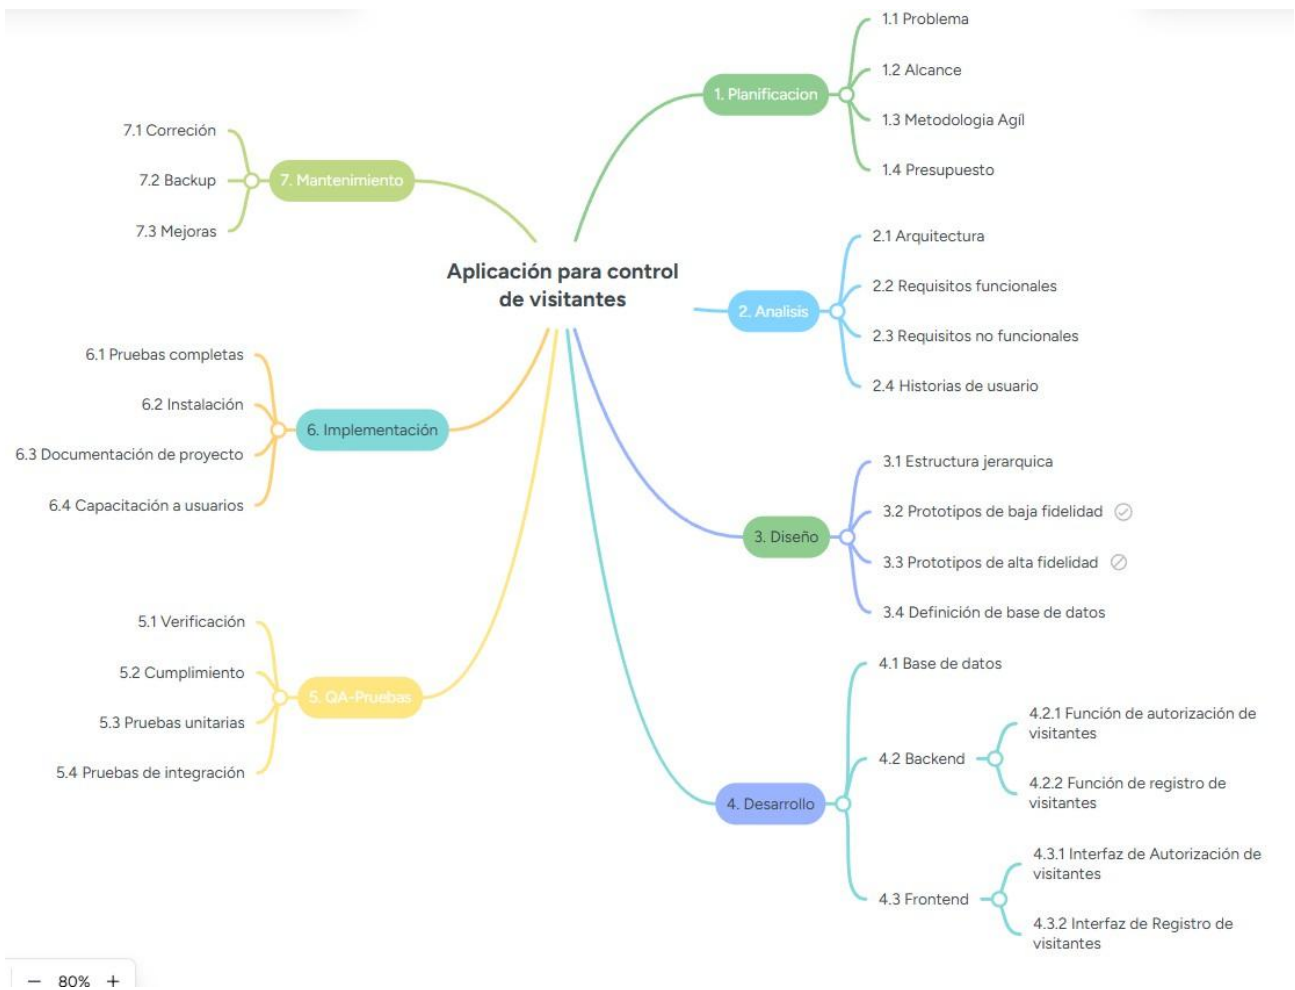 Aplicación para control
de visitantes
1. Planificacion
1.1 Problema
1.2 Alcance
1.3 Metodologia Agíl
1.4 Presupuesto
2. Analisis
2.1 Arquitectura
2.2 Requisitos funcionales
2.3 Requisitos no funcionales
2.4 Historias de usuario
3. Diseño
3.1 Estructura jerarquica
3.2 Prototipos de baja fidelidad
3.3 Prototipos de alta fidelidad
3.4 Definición de base de datos
4. Desarrollo
4.1 Base de datos
4.2 Backend
4.2.1 Función de autorización de
visitantes
4.2.2 Función de registro de
visitantes
4.3 Frontend
4.3.1 Interfaz de Autorización de
visitantes
4.3.2 Interfaz de Registro de
visitantes
5. QA-Pruebas
5.1 Verificación
5.2 Cumplimiento
5.3 Pruebas unitarias
5.4 Pruebas de integración
6. Implementación
6.1 Pruebas completas
6.2 Instalación
6.3 Documentación de proyecto
6.4 Capacitación a usuarios
7. Mantenimiento
7.1 Correción
7.2 Backup
7.3 Mejoras
− 80% +